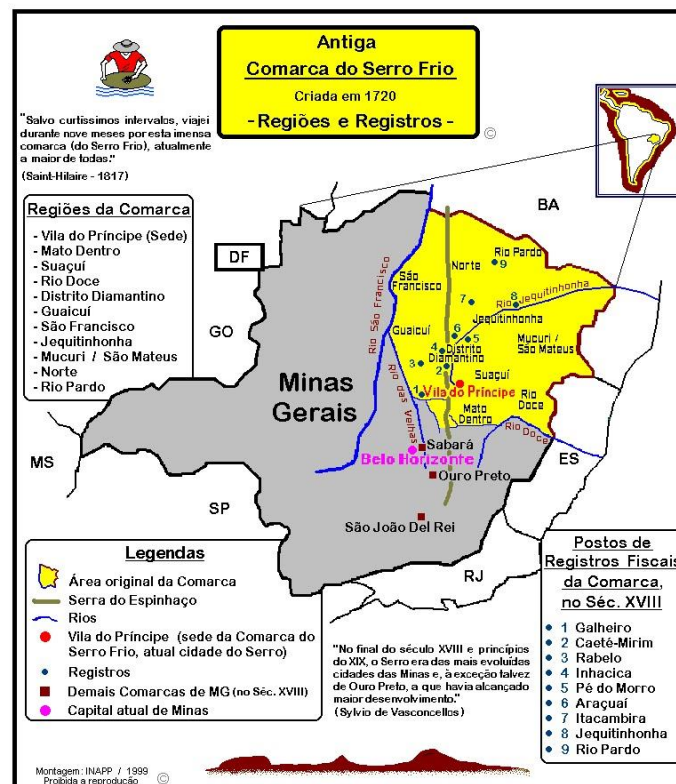 Antiga
Comarca do Serro Frio
Criada em 1720
- Regiões e Registros -
©
"Salvo curtíssimos intervalos, viajei
durante nove meses por esta imensa
comarca (do Serro Frio), atualmente
a maior de todas."
(Saint-Hilaire - 1817)
Regiões da Comarca
- Vila do Príncipe (Sede)
- Mato Dentro
- Suaçuí
- Rio Doce
- Distrito Diamantino
- Guaicuí
- São Francisco
- Jequitinhonha
- Mucuri / São Mateus
- Norte
- Rio Pardo
DF
BA
GO
MS
SP
RJ
ES
Minas
Gerais
Rio São Francisco
Rio das Velhas
Rio Jequitinhonha
Rio Doce
São
Francisco
Norte
Rio Pardo
9
7
8
Jequitinhonha
Guaicuí
6
5
4
Distrito
Diamantino
Mucuri
/ São Mateus
3
2
Suaçuí
1
Vila do Príncipe
Mato
Dentro
Rio
Doce
Sabará
Belo Horizonte
Ouro Preto
São João Del Rei
Legendas
Área original da Comarca
Serra do Espinhaço
Rios
Vila do Príncipe (sede da Comarca do
Serro Frio, atual cidade do Serro)
Registros
Demais Comarcas de MG (no Séc. XVIII)
Capital atual de Minas
"No final do século XVIII e princípios
do XIX, o Serro era das mais evoluídas
cidades das Minas e, à exceção talvez
de Ouro Preto, a que havia alcançado
maior desenvolvimento."
(Sylvio de Vasconcellos)
Postos de
Registros Fiscais
da Comarca,
no Séc. XVIII
1 Galheiro
2 Caeté-Mirim
3 Rabelo
4 Inhacica
5 Pé do Morro
6 Araçuaí
7 Itacambira
8 Jequitinhonha
9 Rio Pardo
Montagem: INAPP / 1999
Proibida a reprodução
©